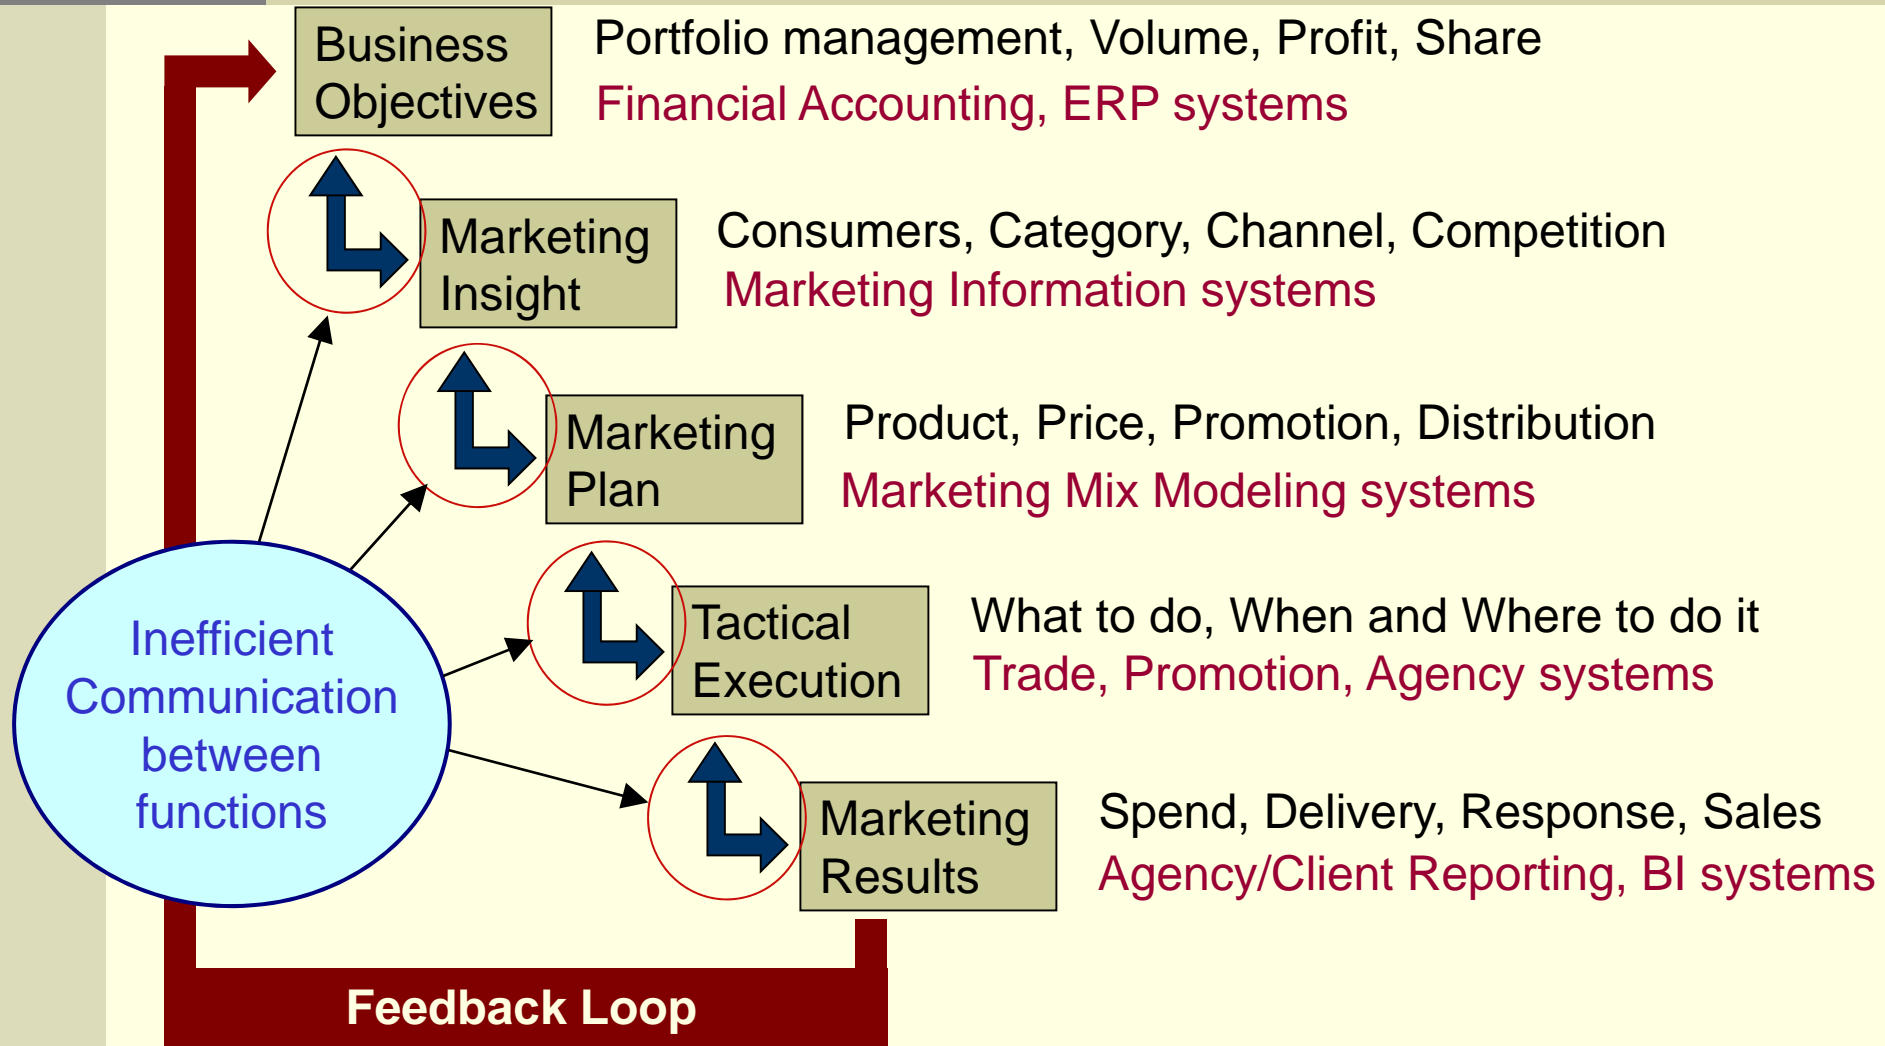 Business
Objectives
Portfolio management, Volume, Profit, Share
Financial Accounting, ERP systems
Marketing
Insight
Consumers, Category, Channel, Competition
Marketing Information systems
Marketing
Plan
Product, Price, Promotion, Distribution
Marketing Mix Modeling systems
Tactical
Execution
What to do, When and Where to do it
Trade, Promotion, Agency systems
Inefficient
Communication
between
functions
Marketing
Results
Spend, Delivery, Response, Sales
Agency/Client Reporting, BI systems
Feedback Loop